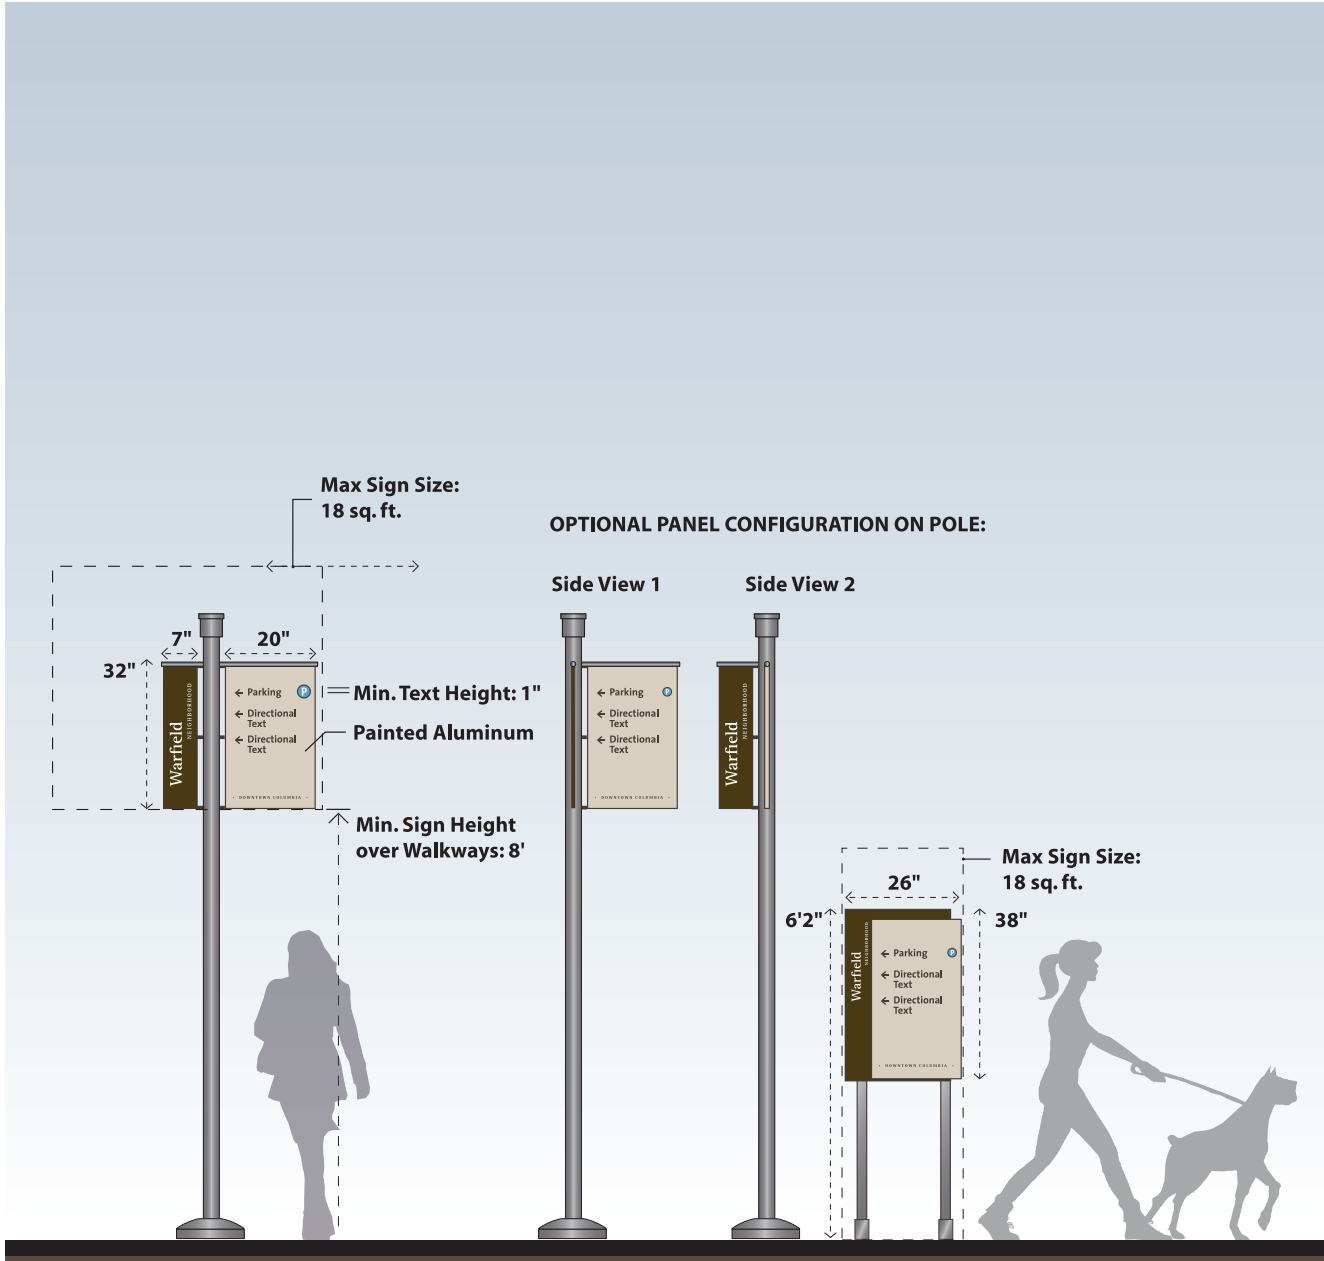 Max Sign Size:
18 sq. ft.
OPTIONAL PANEL CONFIGURATION ON POLE:
Side View 1
Side View 2
7"
20"
32"
Warfield
NEIGHBORHOOD
← Parking P
← Directional
Text
← Directional
Text
· DOWNTOWN COLUMBIA ·
Min. Text Height: 1"
Painted Aluminum
Min. Sign Height
over Walkways: 8'
← Parking P
← Directional
Text
← Directional
Text
· DOWNTOWN COLUMBIA ·
Warfield
NEIGHBORHOOD
Max Sign Size:
18 sq. ft.
26"
6'2"
38"
Warfield
NEIGHBORHOOD
← Parking P
← Directional
Text
← Directional
Text
· DOWNTOWN COLUMBIA ·